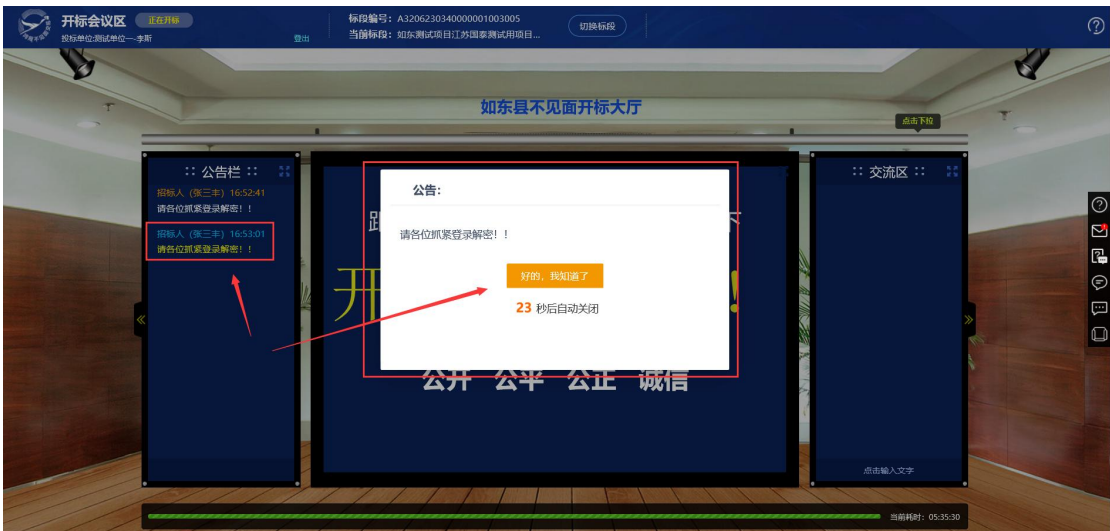 开标会议区 正在开标
投标单位:测试单位一-李斯
登出
标段编号: A3206230340000001003005
当前标段: 如东测试项目江苏国泰测试用项目...
切换标段
如东县不见面开标大厅
点击下拉
:: 公告栏 ::
招标人 (张三丰) 16:52:41
请各位抓紧登录解密! !
招标人 (张三丰) 16:53:01
请各位抓紧登录解密! !
公告:
请各位抓紧登录解密! !
好的, 我知道了
23 秒后自动关闭
开
!
公开 公平 公正 诚信
:: 交流区 ::
点击输入文字
当前耗时: 05:35:30